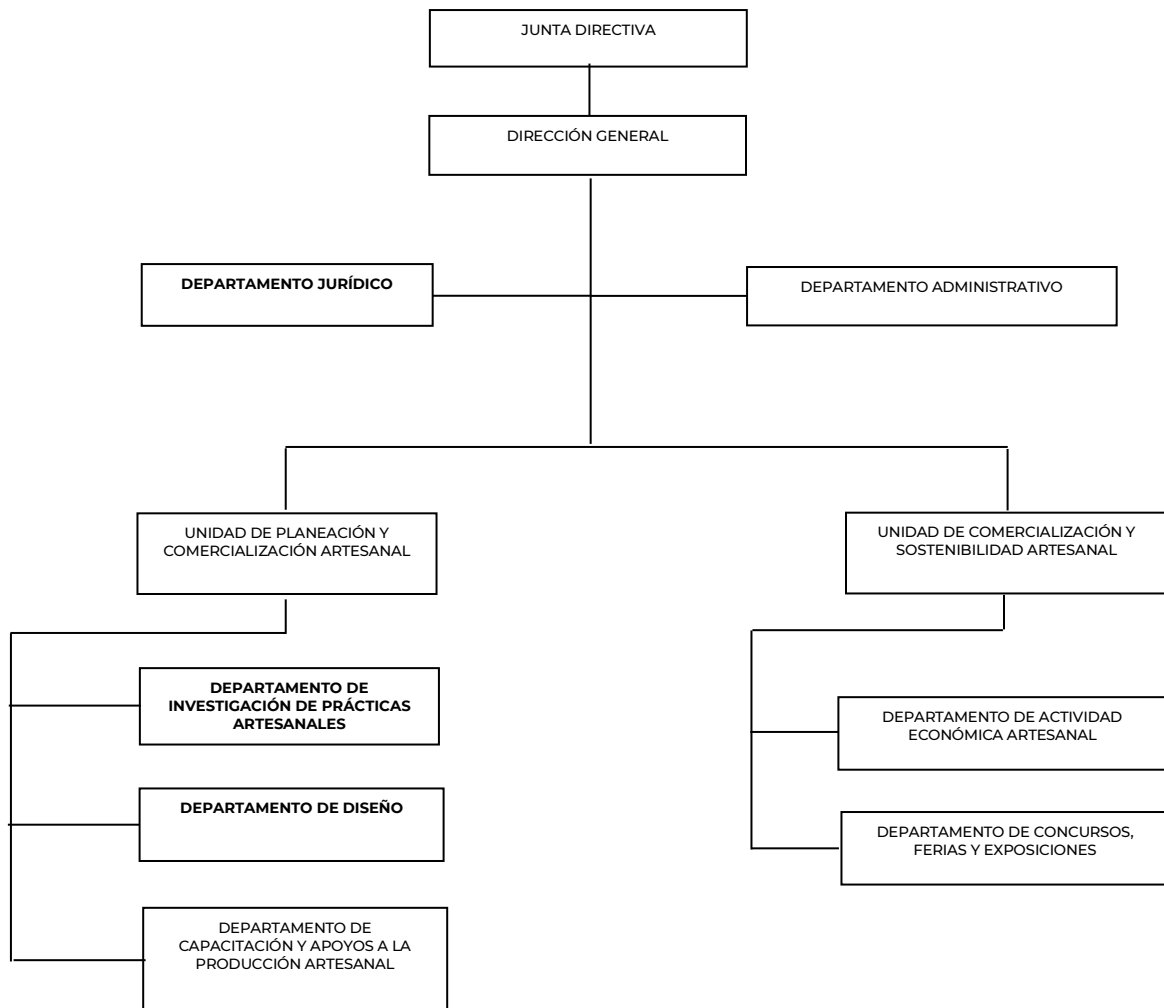 JUNTA DIRECTIVA
DIRECCIÓN GENERAL
DEPARTAMENTO JURÍDICO
DEPARTAMENTO ADMINISTRATIVO
UNIDAD DE PLANEACIÓN Y
COMERCIALIZACIÓN ARTESANAL
UNIDAD DE COMERCIALIZACIÓN Y
SOSTENIBILIDAD ARTESANAL
DEPARTAMENTO DE
INVESTIGACIÓN DE PRÁCTICAS
ARTESANALES
DEPARTAMENTO DE DISEÑO
DEPARTAMENTO DE
CAPACITACIÓN Y APOYOS A LA
PRODUCCIÓN ARTESANAL
DEPARTAMENTO DE ACTIVIDAD
ECONÓMICA ARTESANAL
DEPARTAMENTO DE CONCURSOS,
FERIAS Y EXPOSICIONES